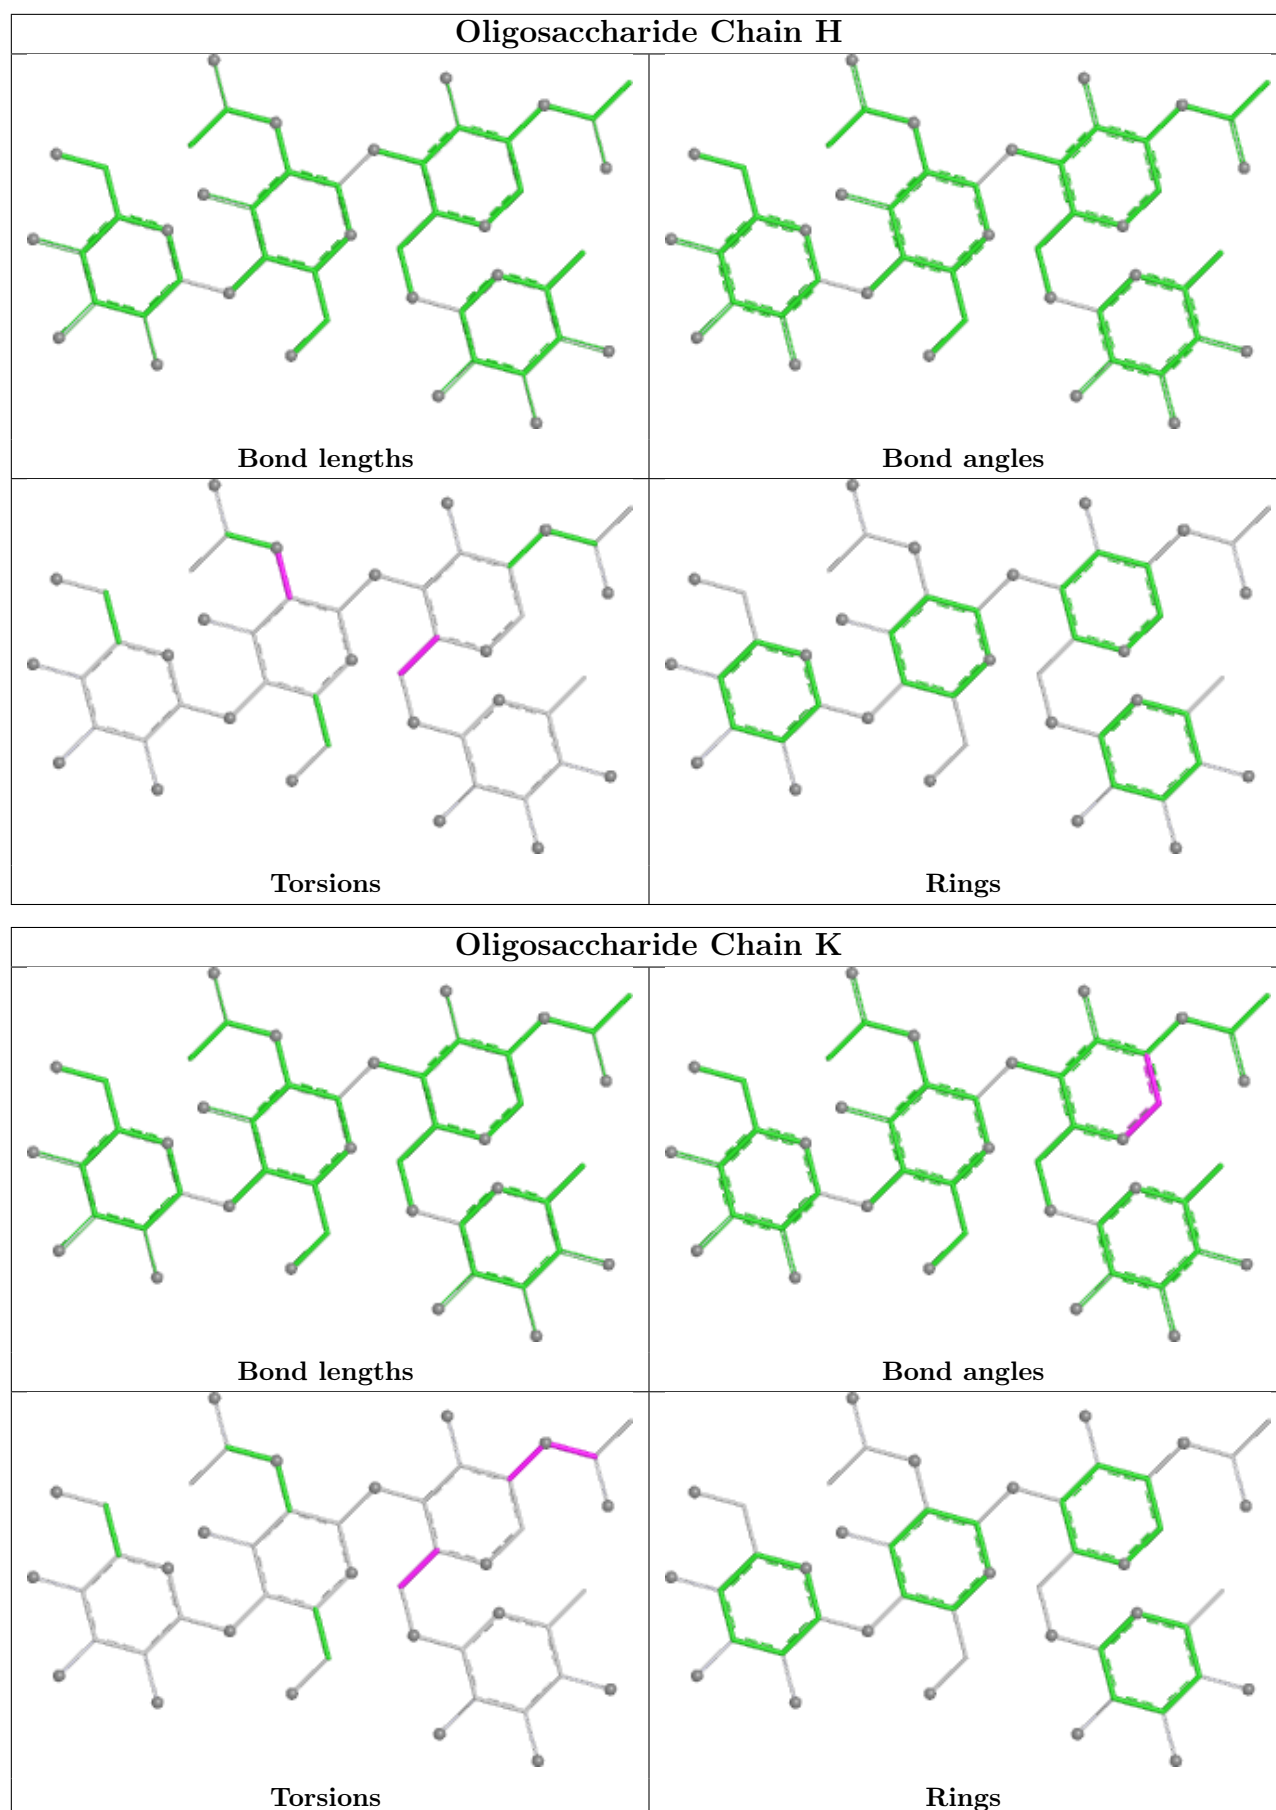 Oligosaccharide Chain H
Bond lengths
Bond angles
Torsions
Rings
Oligosaccharide Chain K
Bond lengths
Bond angles
Torsions
Rings